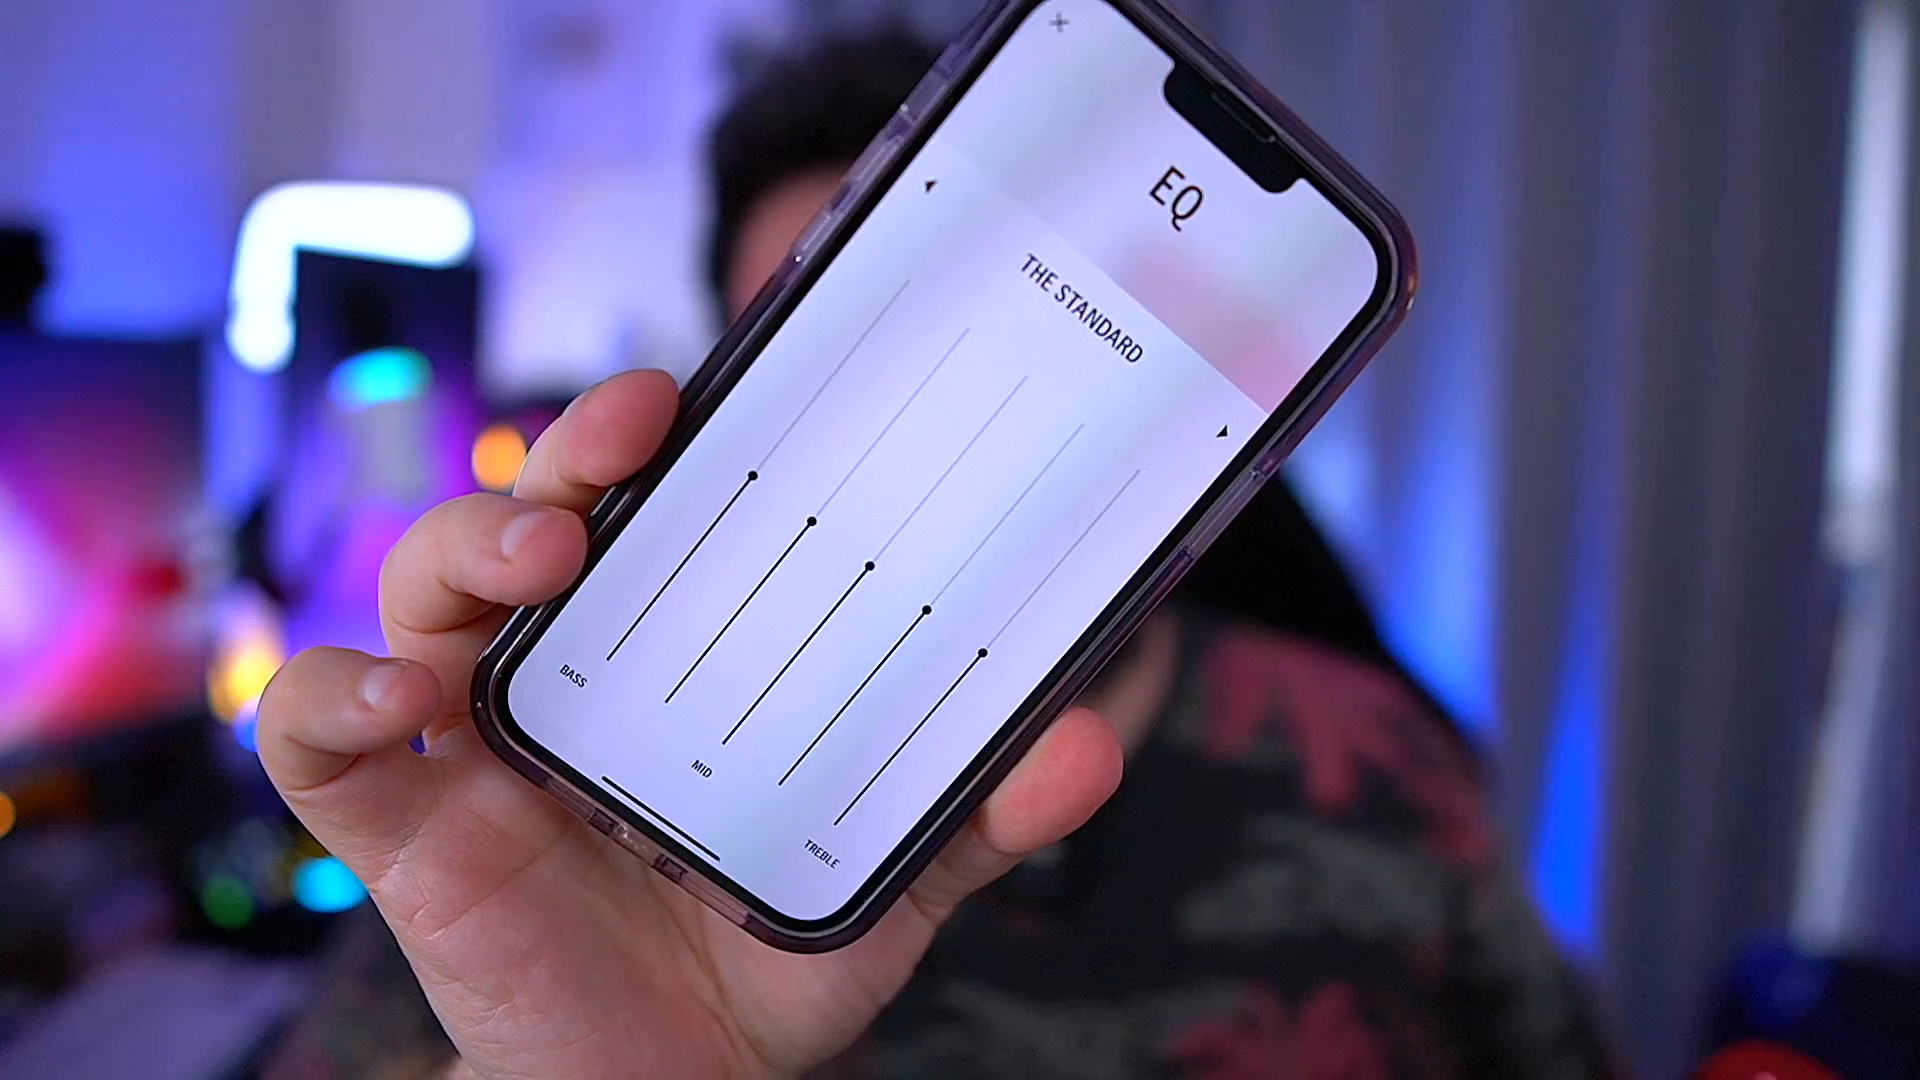 EQ
THE STANDARD
BASS
MID
TREBLE